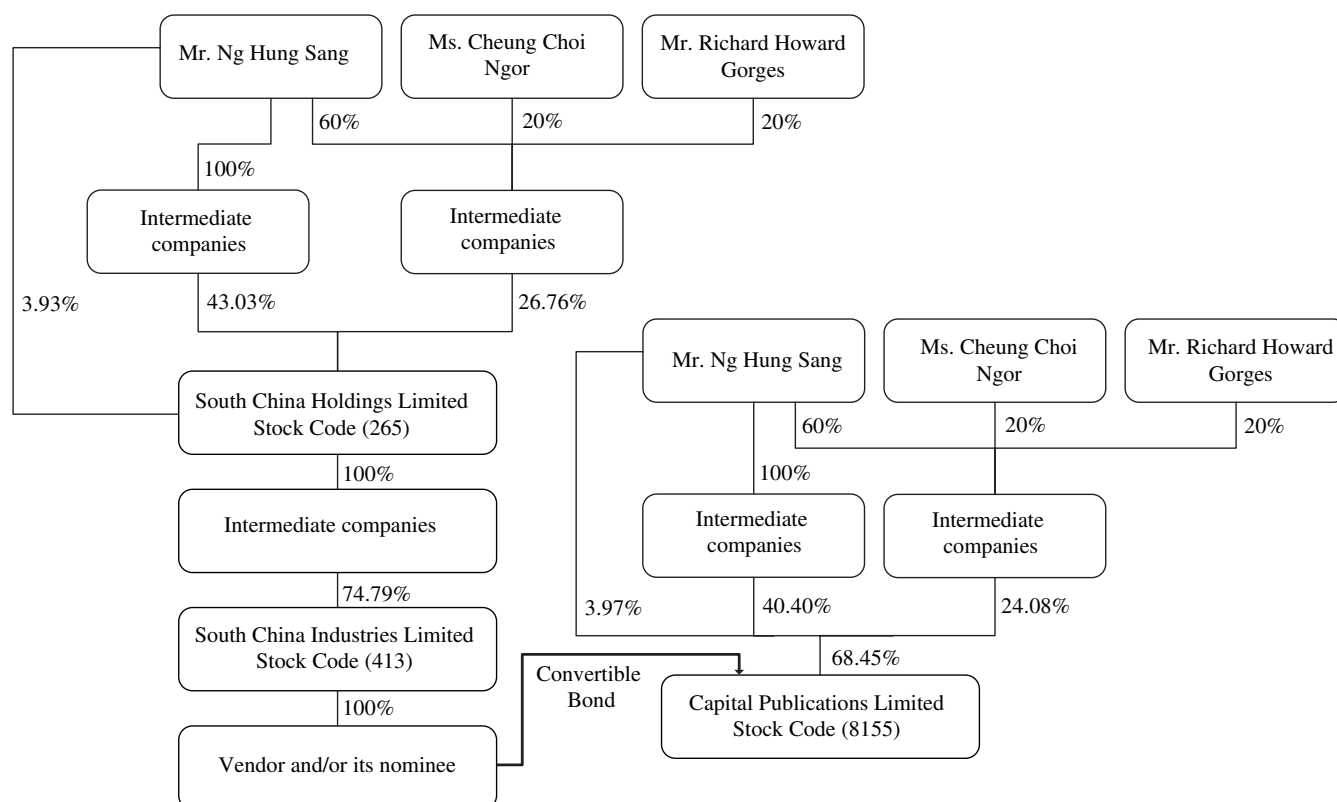 Mr. Ng Hung Sang
Ms. Cheung Choi
Ngor
Mr. Richard Howard
Gorges
60%
20%
20%
100%
Intermediate
companies
Intermediate
companies
3.93%
43.03%
26.76%
South China Holdings Limited
Stock Code (265)
100%
Intermediate companies
74.79%
South China Industries Limited
Stock Code (413)
100%
Vendor and/or its nominee
Convertible
Bond
Mr. Ng Hung Sang
Ms. Cheung Choi
Ngor
Mr. Richard Howard
Gorges
60%
20%
20%
100%
Intermediate
companies
Intermediate
companies
3.97%
40.40%
24.08%
68.45%
Capital Publications Limited
Stock Code (8155)